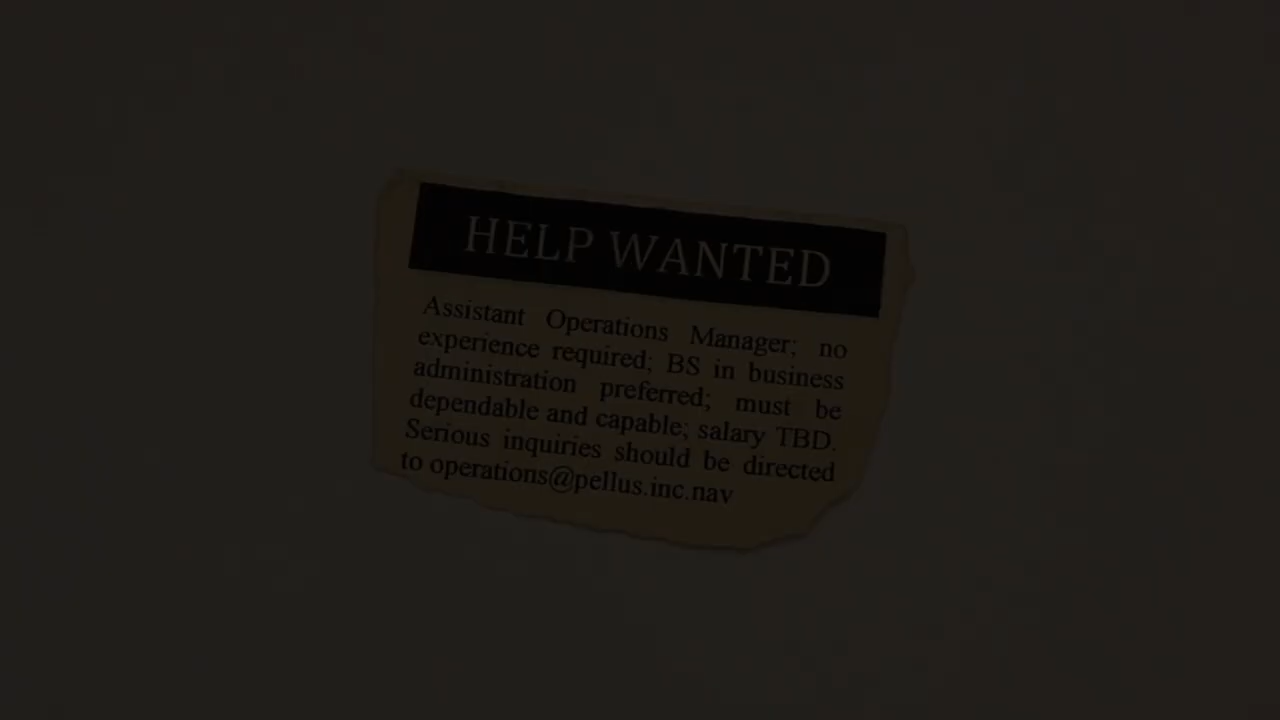 HELP WANTED
Assistant Operations Manager; no
experience required; BS in business
administration preferred; must be
dependable and capable; salary TBD.
Serious inquiries should be directed
to operations@pellus.inc.nav